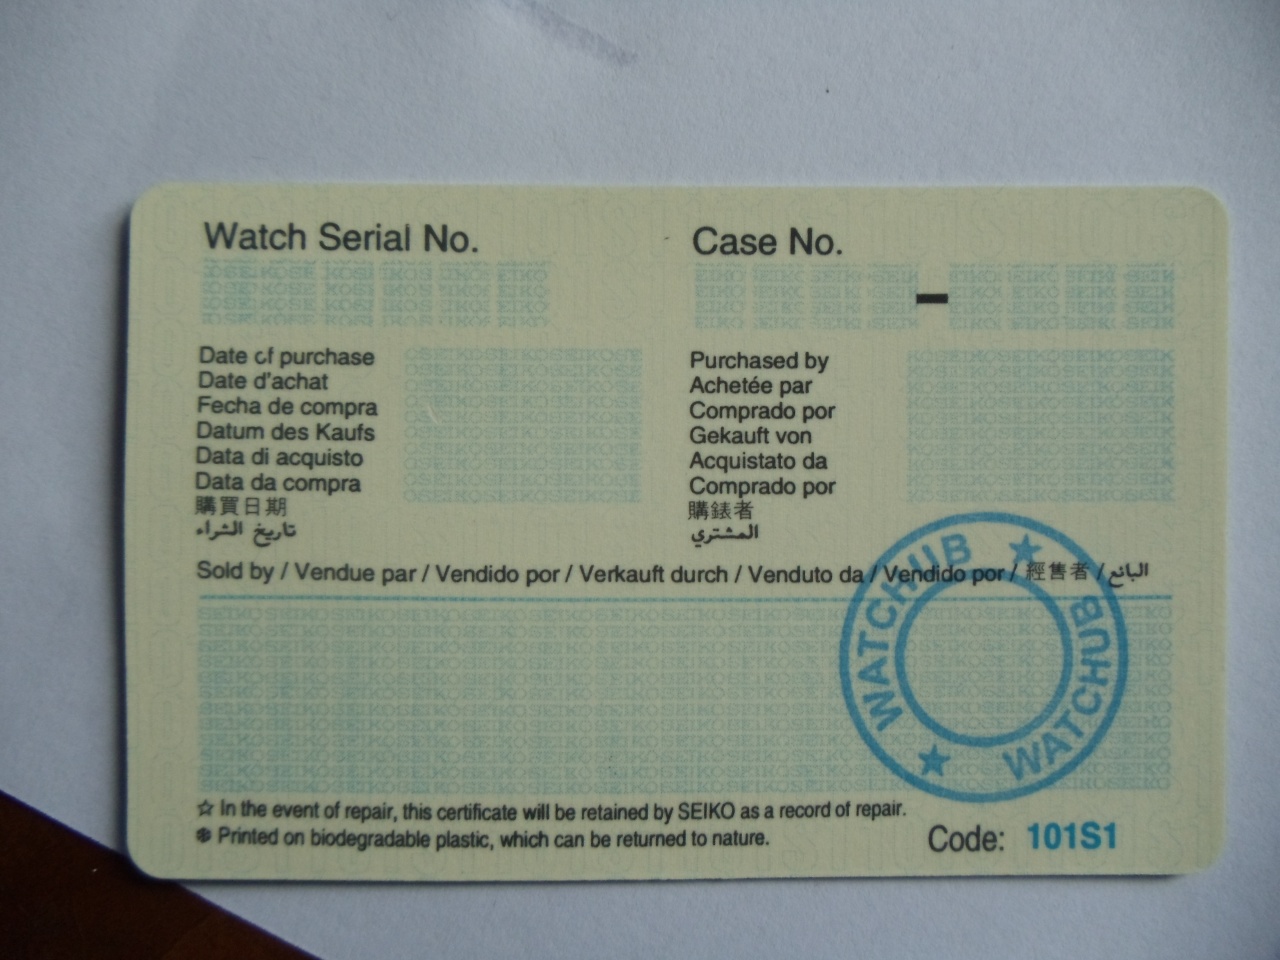 Watch Serial No.
Case No.
—
Date of purchase
Date d'achat
Fecha de compra
Datum des Kaufs
Data di acquisto
Data da compra
購買日期
تاريخ الشراء
Purchased by
Achetée par
Comprado por
Gekauft von
Acquistato da
Comprado por
購錶者
المشتري
Sold by / Vendue par / Vendido por / Verkauft durch / Venduto da / Vendido por / 經售者 / البائع
WATCHHUB ★ WATCHUB ★
☆ In the event of repair, this certificate will be retained by SEIKO as a record of repair.
❄ Printed on biodegradable plastic, which can be returned to nature.
Code: 101S1